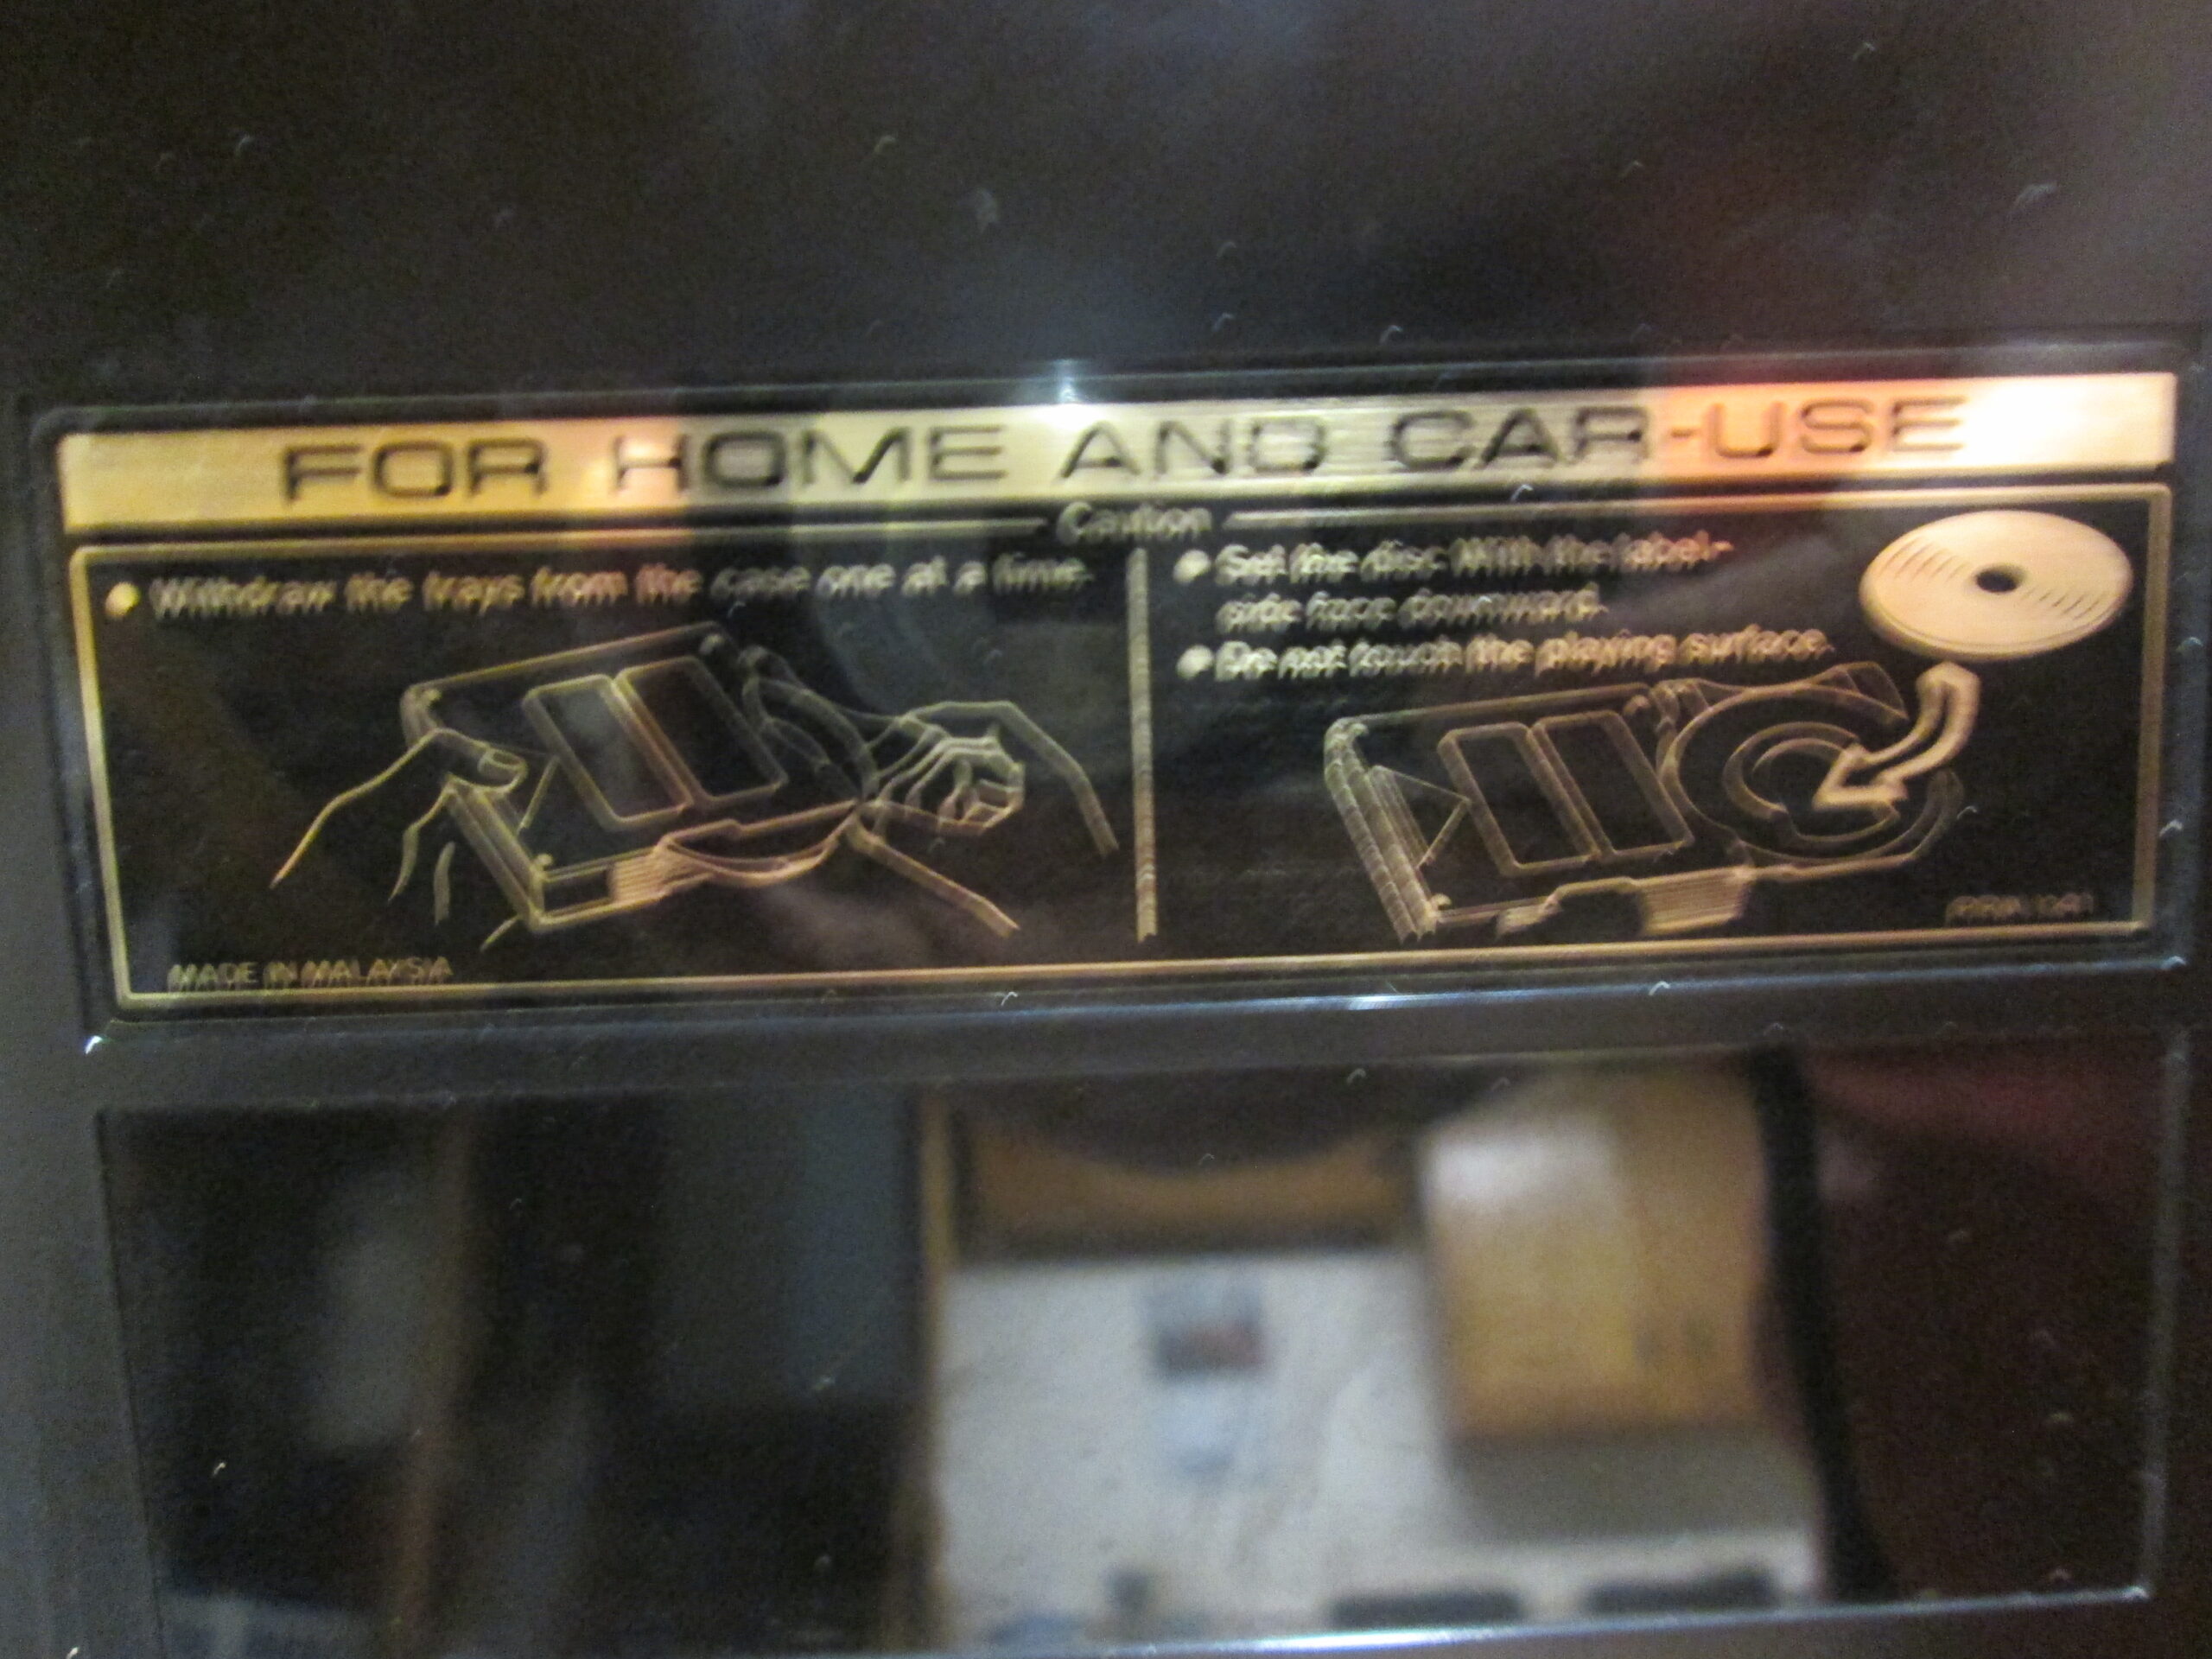 FOR HOME AND CAR-USE
Caution
● Withdraw the trays from the case one at a time.
● Set the disc With the label-
side face downward.
● Do not touch the playing surface.
MADE IN MALAYSIA